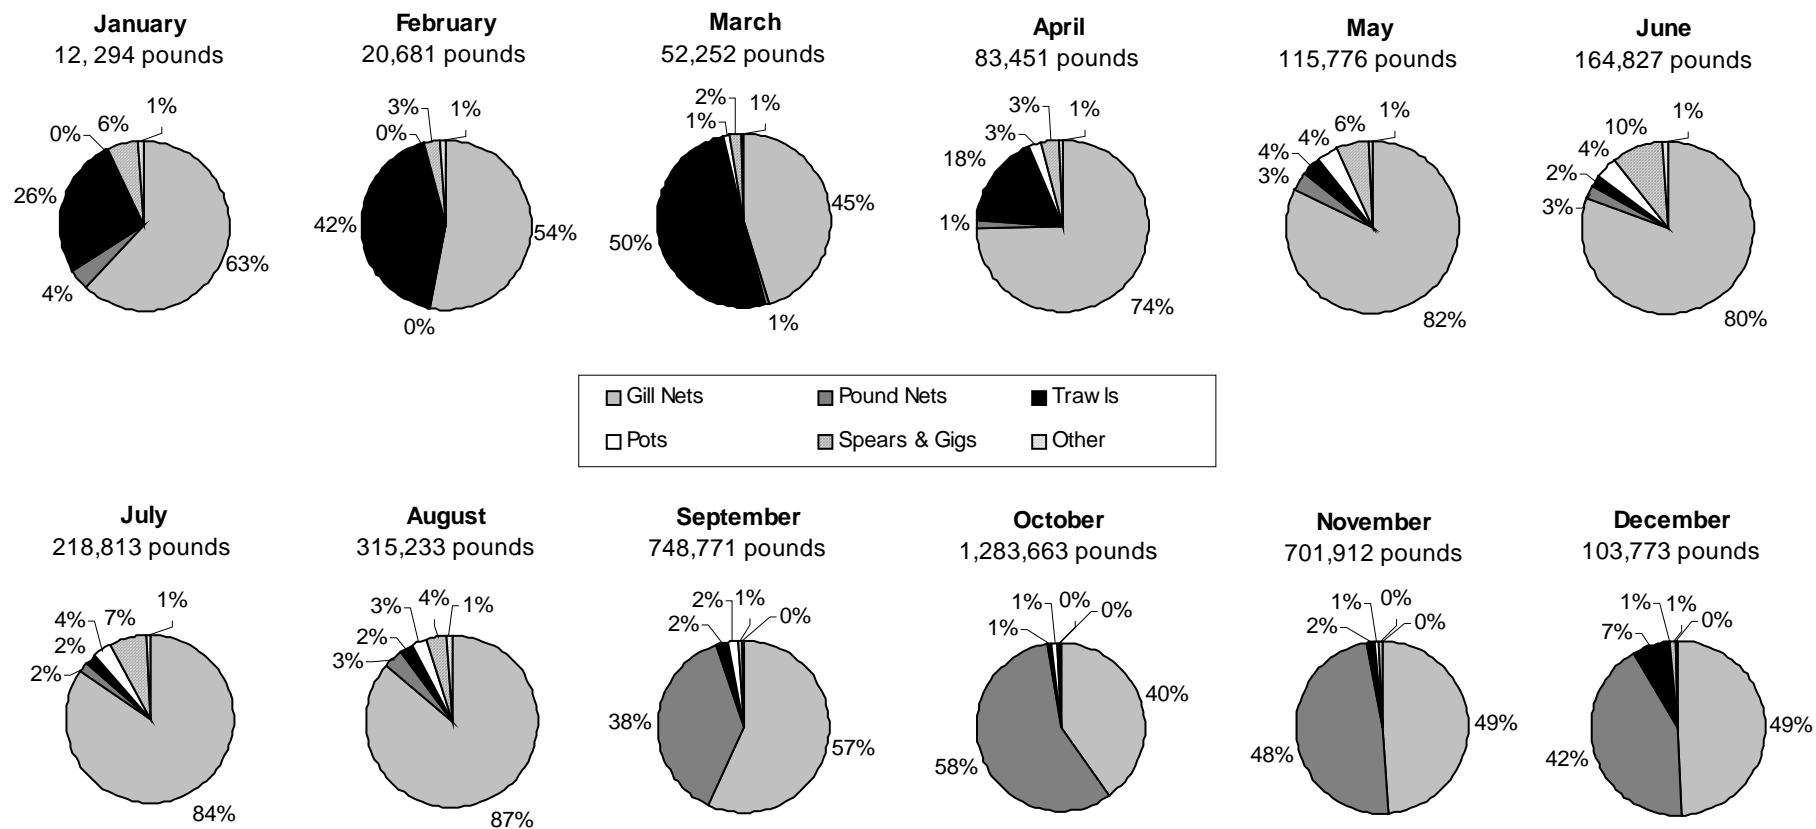 January
12, 294 pounds
0%
6%
1%
26%
4%
63%
February
20,681 pounds
3%
1%
0%
42%
54%
0%
March
52,252 pounds
2%
1%
1%
50%
45%
1%
April
83,451 pounds
3%
1%
3%
18%
1%
74%
May
115,776 pounds
6%
1%
4%
4%
3%
82%
June
164,827 pounds
10%
1%
4%
2%
3%
80%
Gill Nets
Pound Nets
Trawls
Pots
Spears & Gigs
Other
July
218,813 pounds
4%
7%
1%
2%
2%
84%
August
315,233 pounds
3%
4%
1%
2%
3%
87%
September
748,771 pounds
2%
1%
2%
0%
38%
57%
October
1,283,663 pounds
1%
0%
0%
1%
40%
58%
November
701,912 pounds
1%
0%
2%
0%
48%
49%
December
103,773 pounds
1%
1%
7%
0%
42%
49%